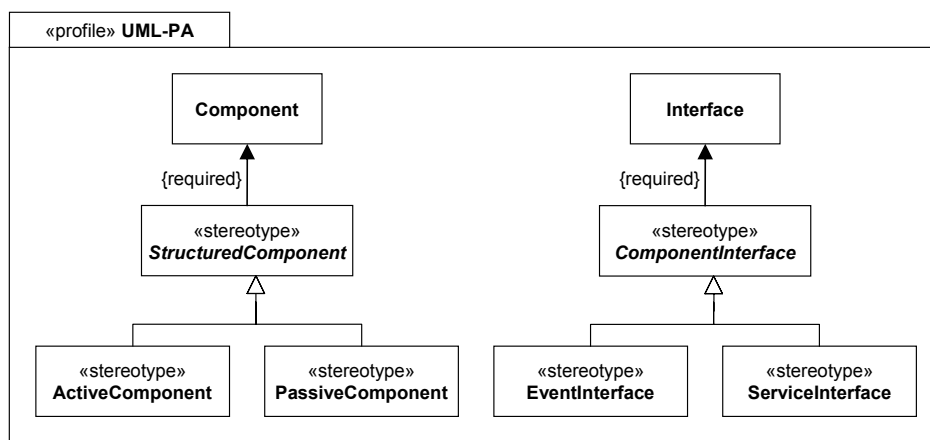 «profile» UML-PA
Component
Interface
{required}
{required}
«stereotype»
StructuredComponent
«stereotype»
ComponentInterface
«stereotype»
ActiveComponent
«stereotype»
PassiveComponent
«stereotype»
EventInterface
«stereotype»
ServiceInterface